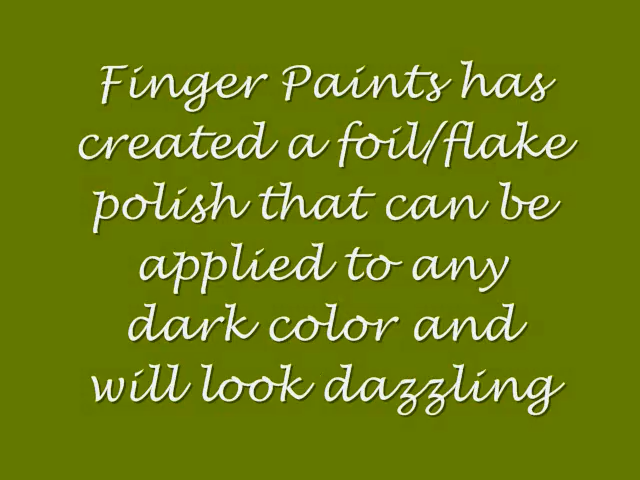 Finger Paints has
created a foil/flake
polish that can be
applied to any
dark color and
will look dazzling